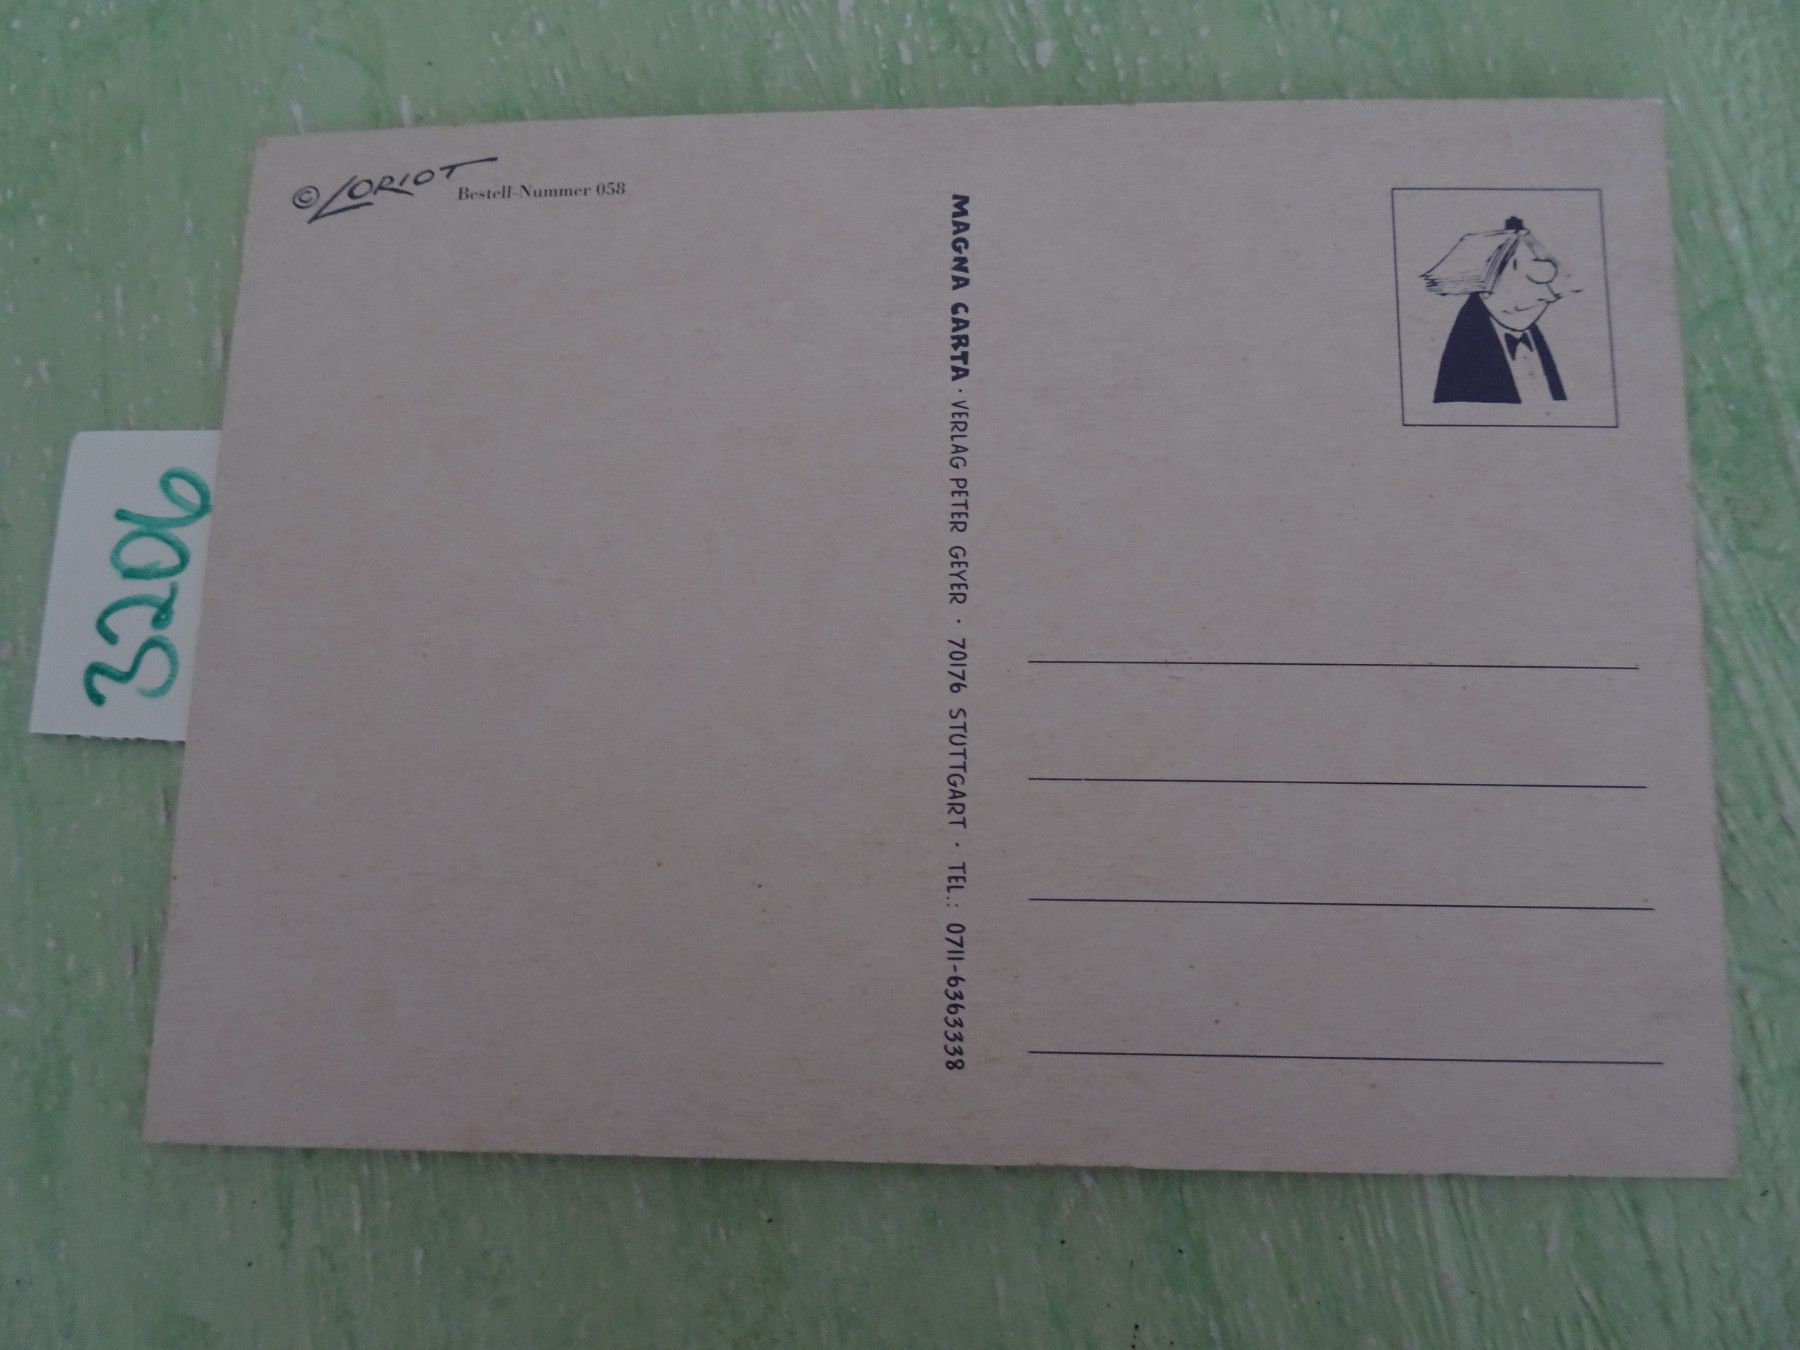 © LORIOT Bestell-Nummer 058
MAGNA CARTA · VERLAG PETER GEYER · 70176 STUTTGART · TEL.: 0711-6363338
3206